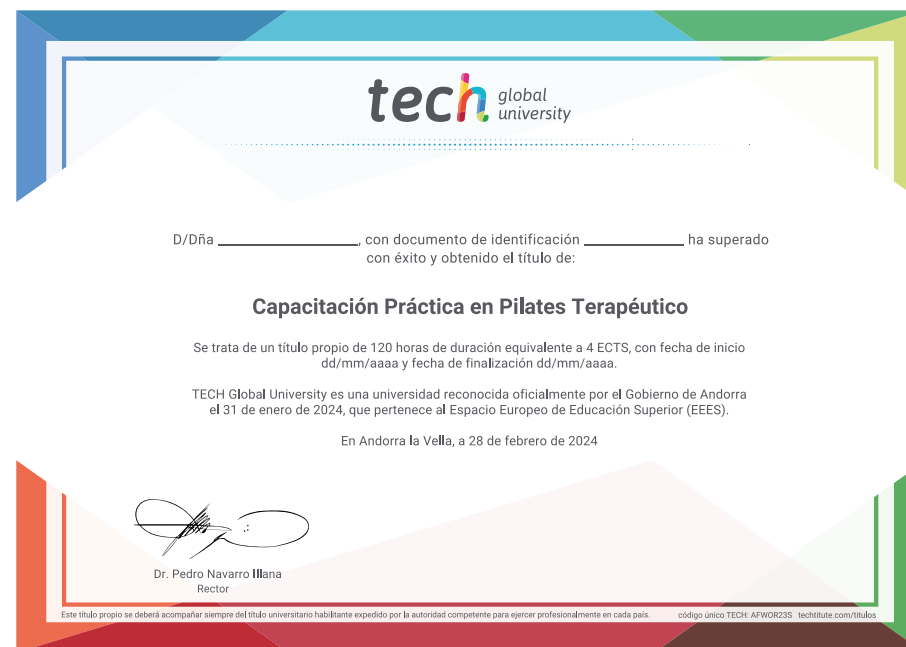 tech global university
D/Dña ____________________, con documento de identificación ______________ ha superado
con éxito y obtenido el título de:
Capacitación Práctica en Pilates Terapéutico
Se trata de un título propio de 120 horas de duración equivalente a 4 ECTS, con fecha de inicio
dd/mm/aaaa y fecha de finalización dd/mm/aaaa.
TECH Global University es una universidad reconocida oficialmente por el Gobierno de Andorra
el 31 de enero de 2024, que pertenece al Espacio Europeo de Educación Superior (EEES).
En Andorra la Vella, a 28 de febrero de 2024
Dr. Pedro Navarro Illana
Rector
Este título propio se deberá acompañar siempre del título universitario habilitante expedido por la autoridad competente para ejercer profesionalmente en cada país.
código único TECH: AFWOR23S techtitute.com/titulos